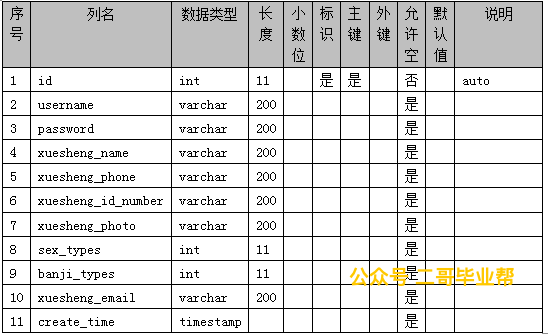 序号 列名 数据类型 长度 小数位 标识 主键 外键 允许空 默认值 说明
1 id int 11 是 是 否 auto
2 username varchar 200 是
3 password varchar 200 是
4 xuesheng_name varchar 200 是
5 xuesheng_phone varchar 200 是
6 xuesheng_id_number varchar 200 是
7 xuesheng_photo varchar 200 是
8 sex_types int 11 是
9 banji_types int 11 是
公众号 二哥毕业帮
10 xuesheng_email varchar 200 是
11 create_time timestamp 是